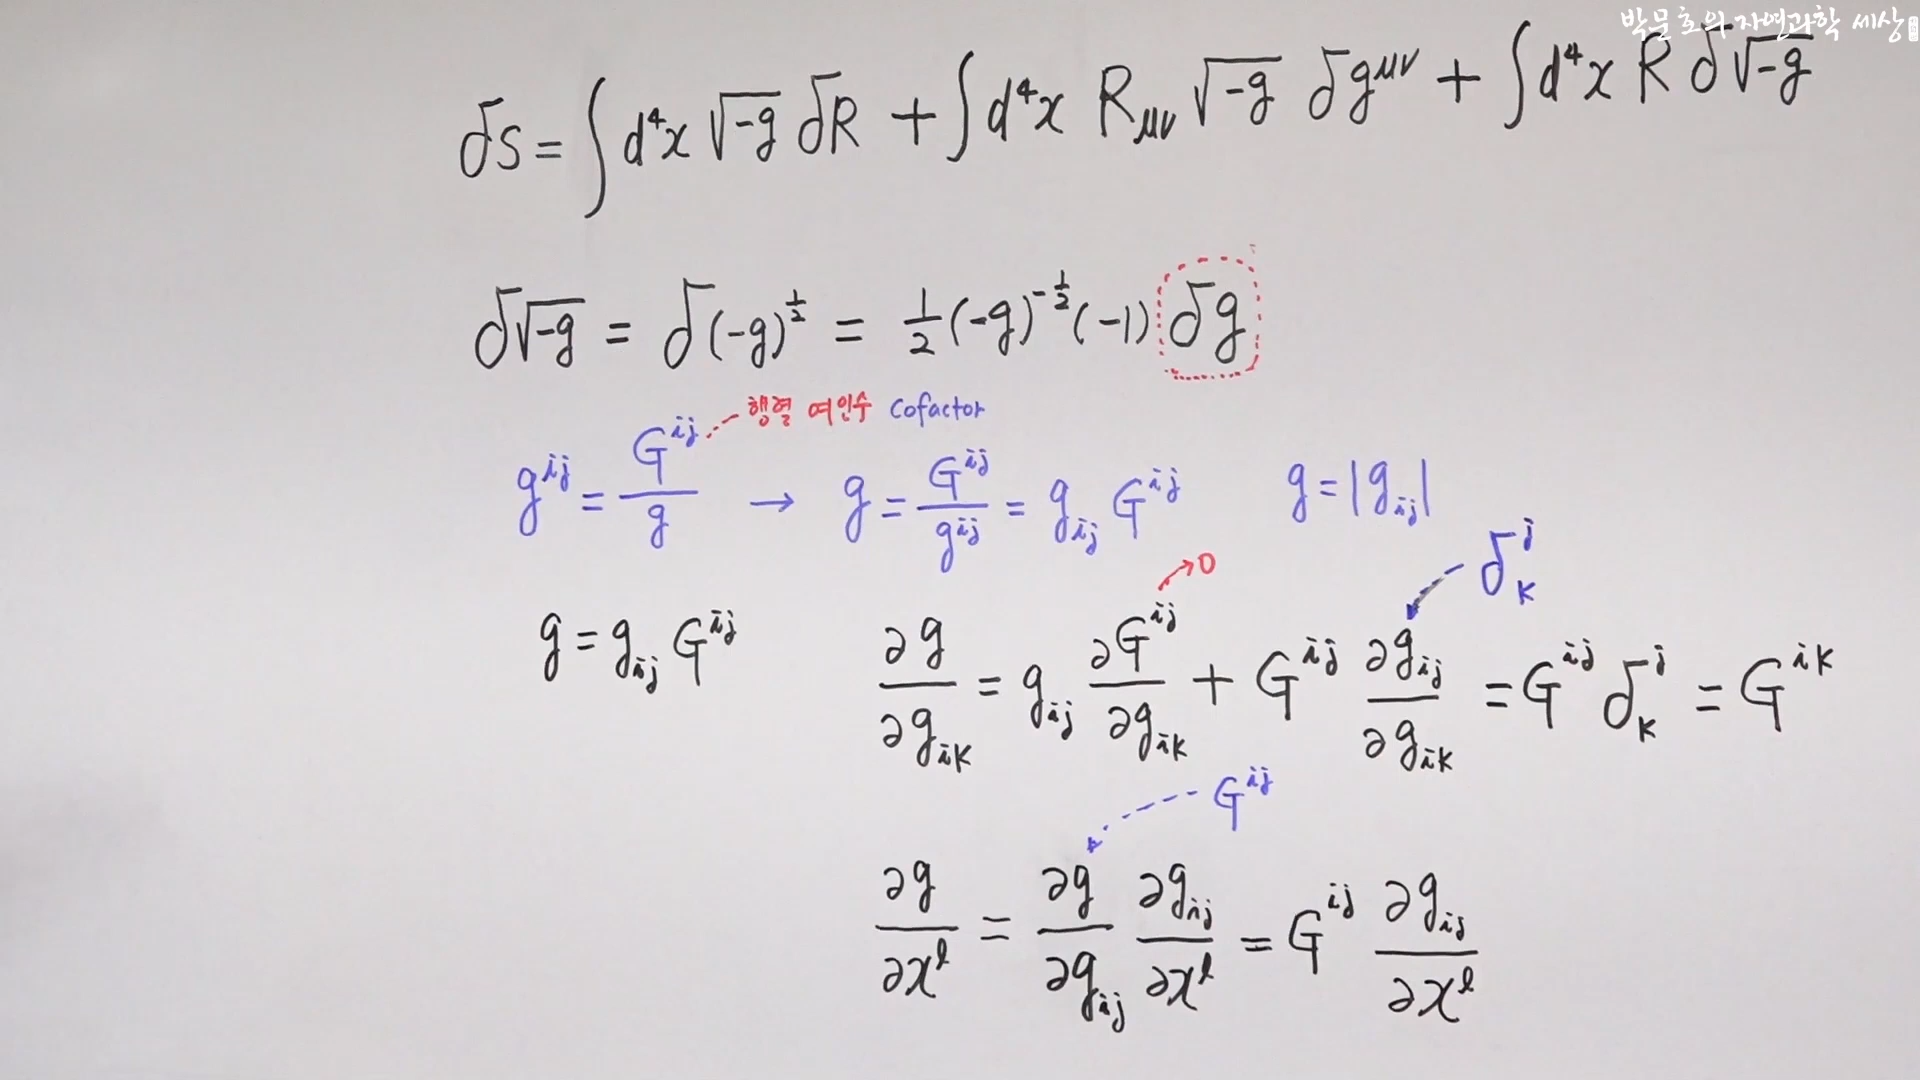 박문호의 자연과학 세상
δS = ∫d⁴x √-g δR + ∫d⁴x R_μν √-g δg^μν + ∫d⁴x R δ√-g
δ√-g = δ(-g)^½ = ½(-g)^-½(-1) δg
행렬 여인수 Cofactor
g^ij = G^ij / g → g = G^ij / g^ij = g_ij G^ij    g = |g_ij|
→0    δ^j_k
g = g_ij G^ij    ∂g/∂g_ik = g_ij ∂G^ij/∂g_ik + G^ij ∂g_ij/∂g_ik = G^ij δ^j_k = G^ik
G^ij
∂g/∂x^l = ∂g/∂g_ij ∂g_ij/∂x^l = G^ij ∂g_ij/∂x^l